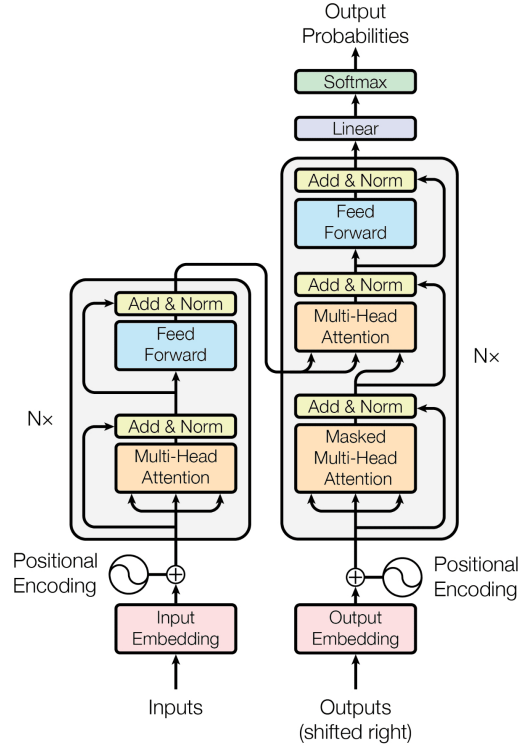 Output
Probabilities
Softmax
Linear
Add & Norm
Feed
Forward
Add & Norm
Multi-Head
Attention
N×
Add & Norm
Masked
Multi-Head
Attention
Add & Norm
Feed
Forward
N×
Add & Norm
Multi-Head
Attention
Positional
Encoding
Positional
Encoding
Input
Embedding
Output
Embedding
Inputs
Outputs
(shifted right)